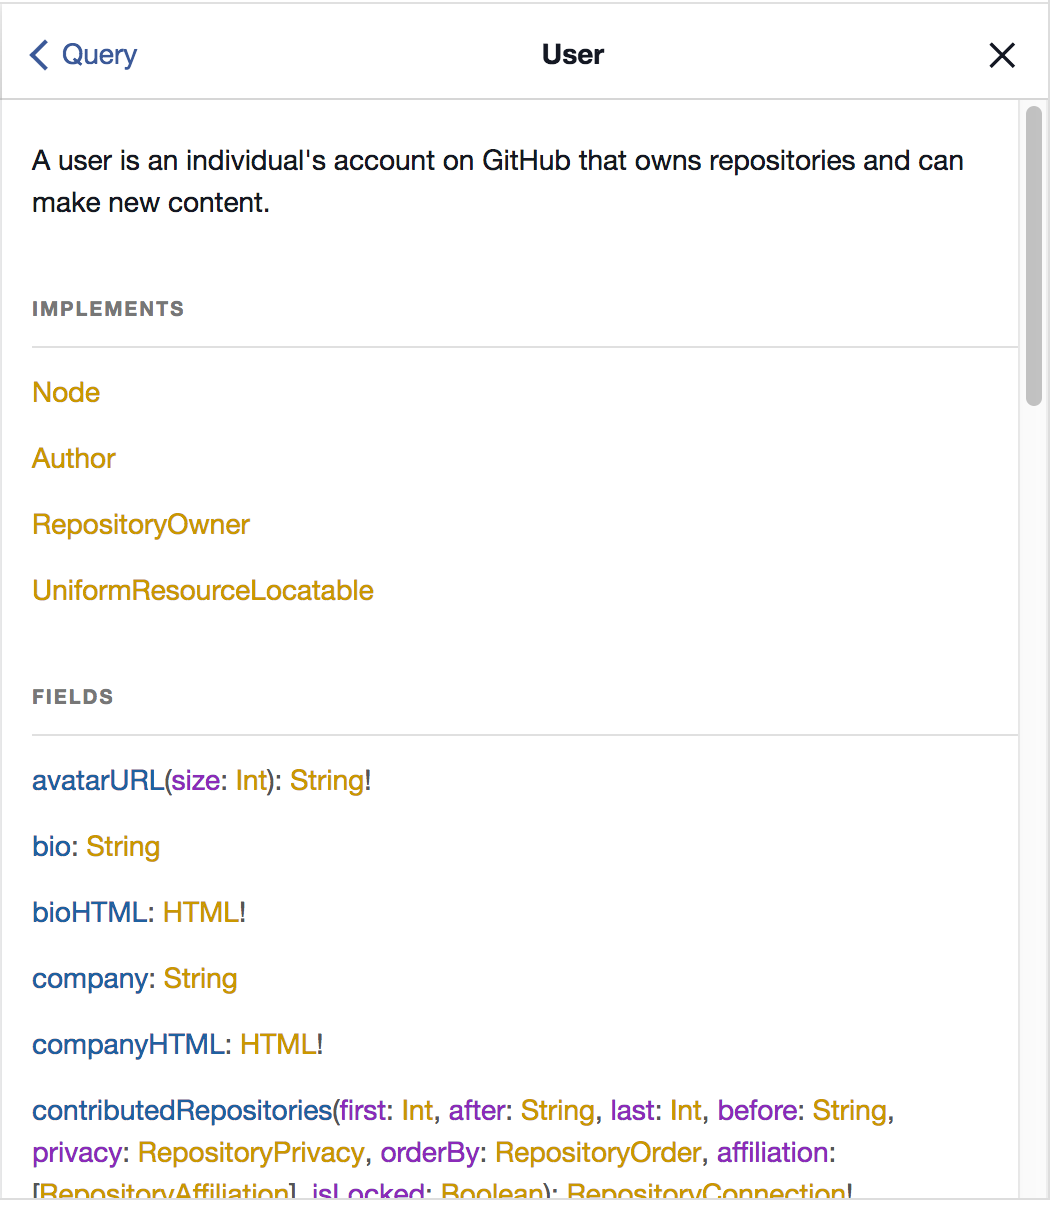 Query
User
A user is an individual's account on GitHub that owns repositories and can
make new content.
IMPLEMENTS
Node
Author
RepositoryOwner
UniformResourceLocatable
FIELDS
avatarURL(size: Int): String!
bio: String
bioHTML: HTML!
company: String
companyHTML: HTML!
contributedRepositories(first: Int, after: String, last: Int, before: String,
privacy: RepositoryPrivacy, orderBy: RepositoryOrder, affiliation:
[RepositoryAffiliation], isLocked: Boolean): RepositoryConnection!